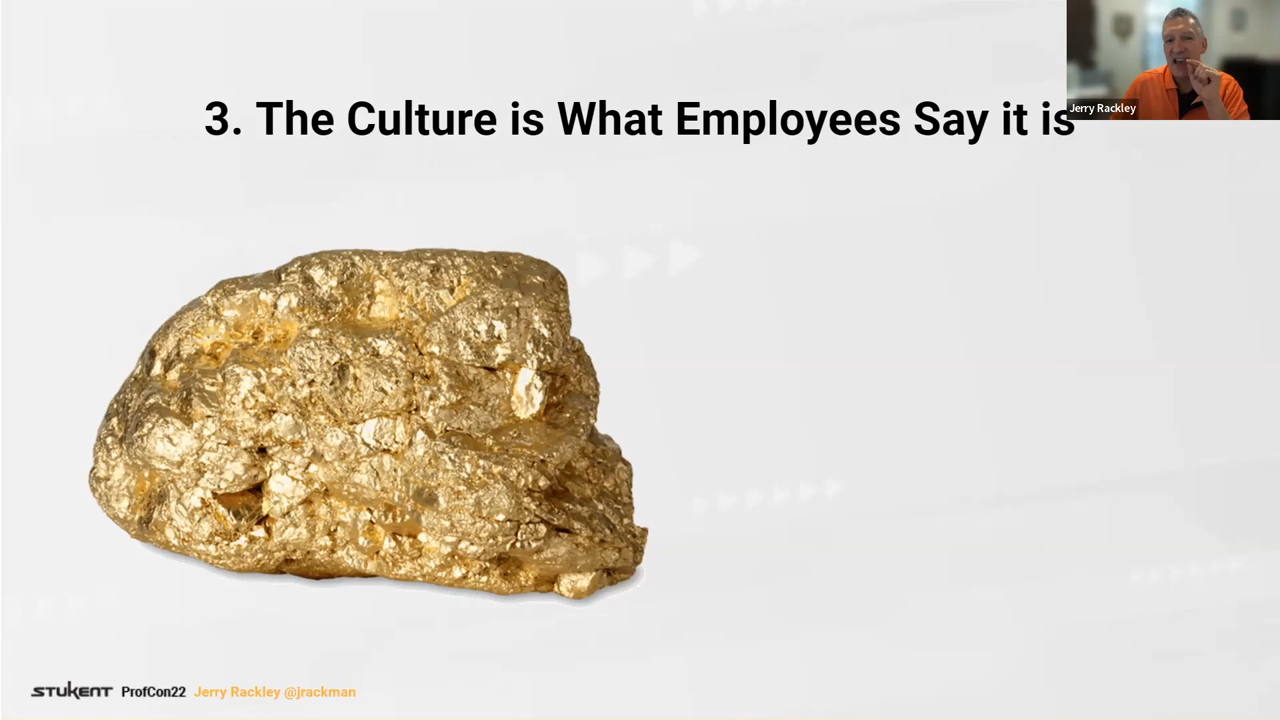 3. The Culture is What Employees Say it is
Jerry Rackley
STUKENT ProfCon22 Jerry Rackley @jrackman